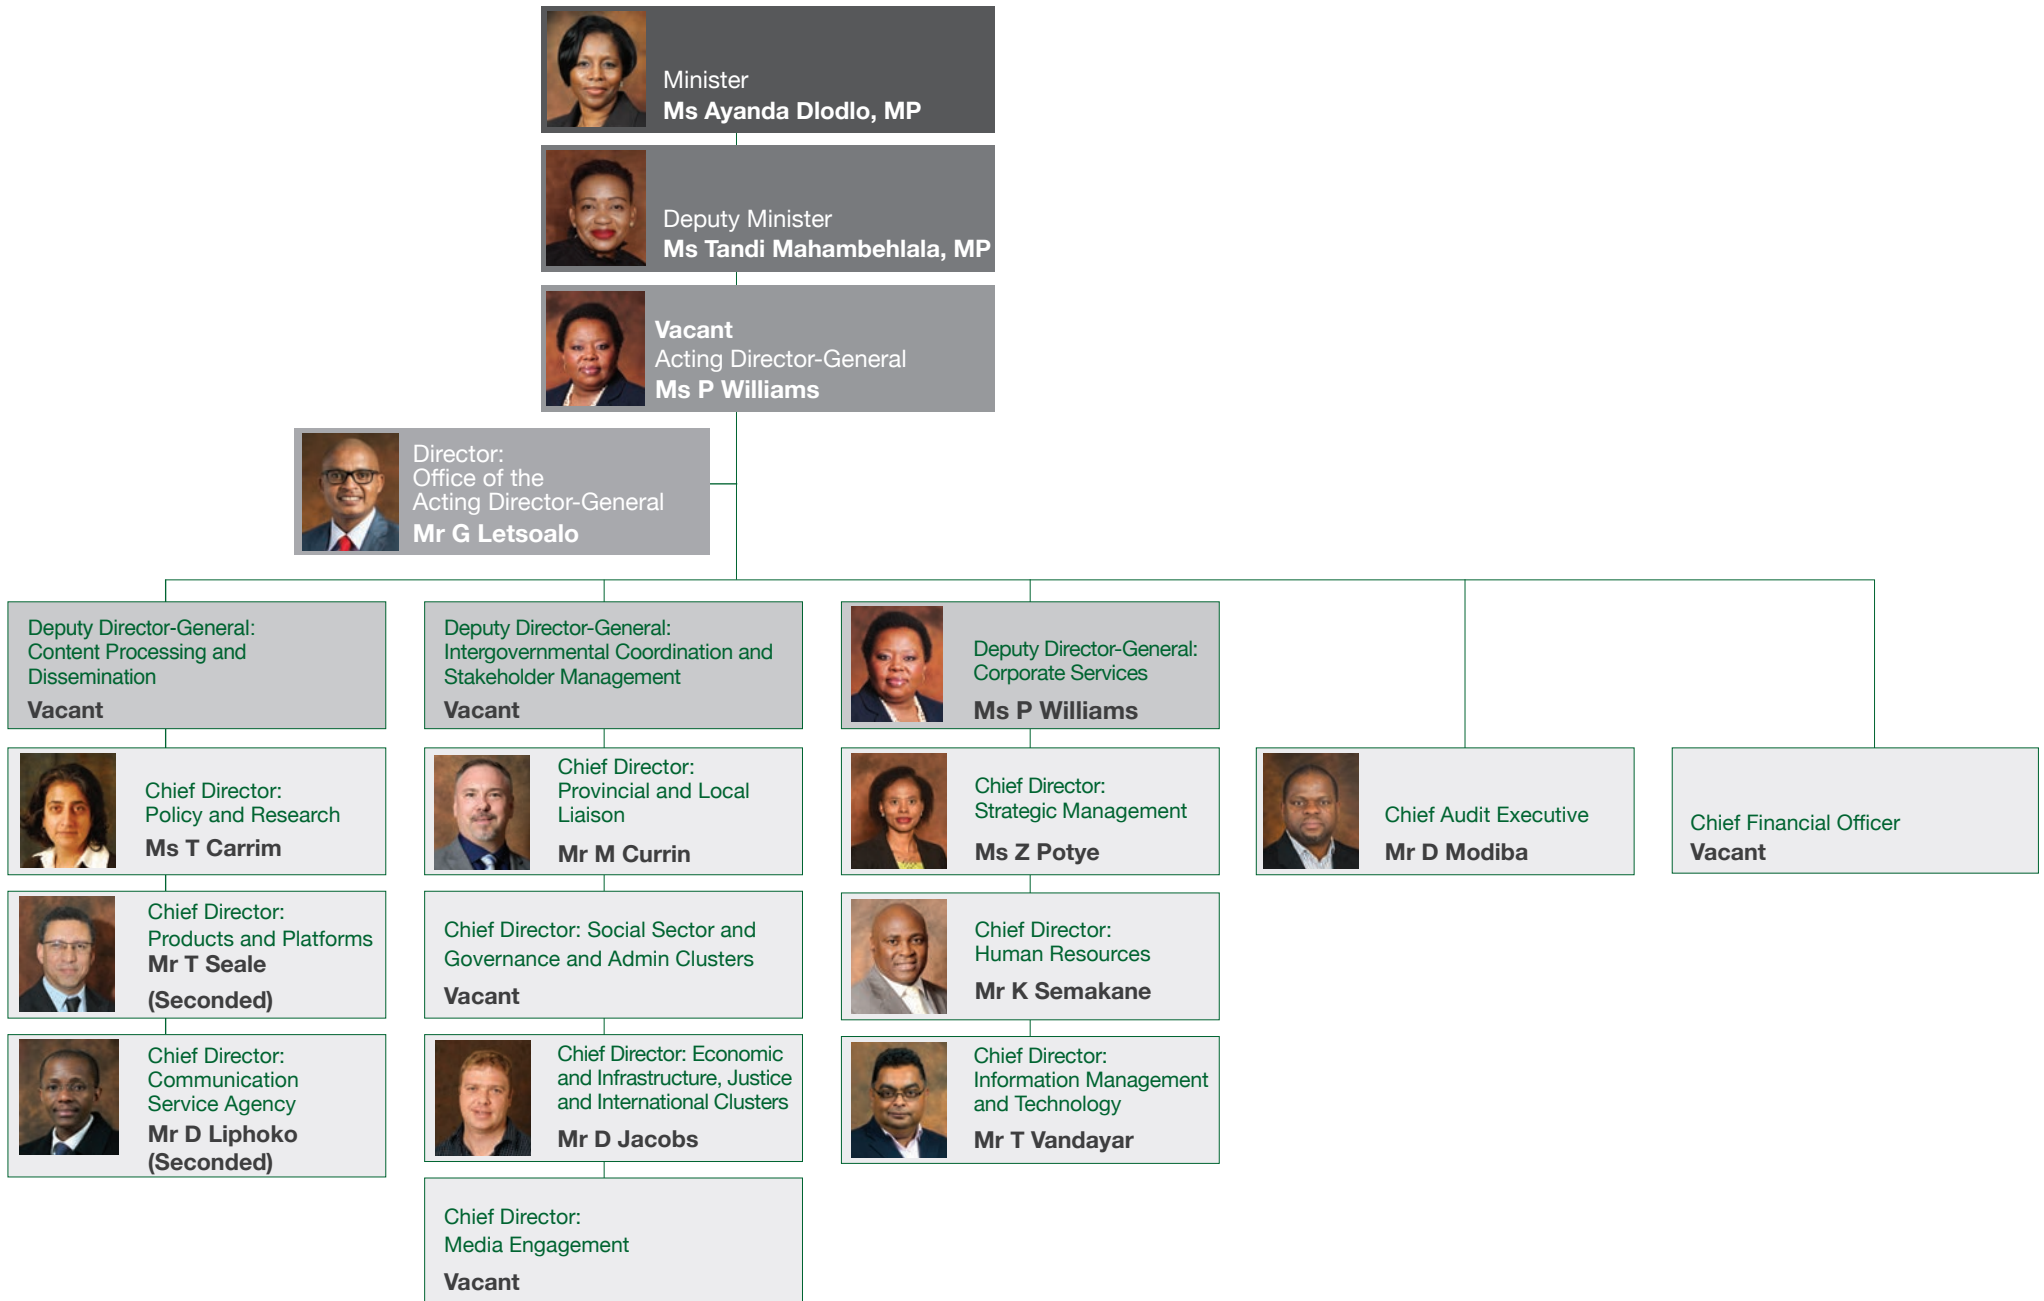 Minister
Ms Ayanda Dlodlo, MP
Deputy Minister
Ms Tandi Mahambehlala, MP
Vacant
Acting Director-General
Ms P Williams
Director:
Office of the
Acting Director-General
Mr G Letsoalo
Deputy Director-General:
Content Processing and
Dissemination
Vacant
Deputy Director-General:
Intergovernmental Coordination and
Stakeholder Management
Vacant
Deputy Director-General:
Corporate Services
Ms P Williams
Chief Director:
Policy and Research
Ms T Carrim
Chief Director:
Provincial and Local
Liaison
Mr M Currin
Chief Director:
Strategic Management
Ms Z Potye
Chief Audit Executive
Mr D Modiba
Chief Financial Officer
Vacant
Chief Director:
Products and Platforms
Mr T Seale
(Seconded)
Chief Director: Social Sector and
Governance and Admin Clusters
Vacant
Chief Director:
Human Resources
Mr K Semakane
Chief Director:
Communication
Service Agency
Mr D Liphoko
(Seconded)
Chief Director: Economic
and Infrastructure, Justice
and International Clusters
Mr D Jacobs
Chief Director:
Information Management
and Technology
Mr T Vandayar
Chief Director:
Media Engagement
Vacant